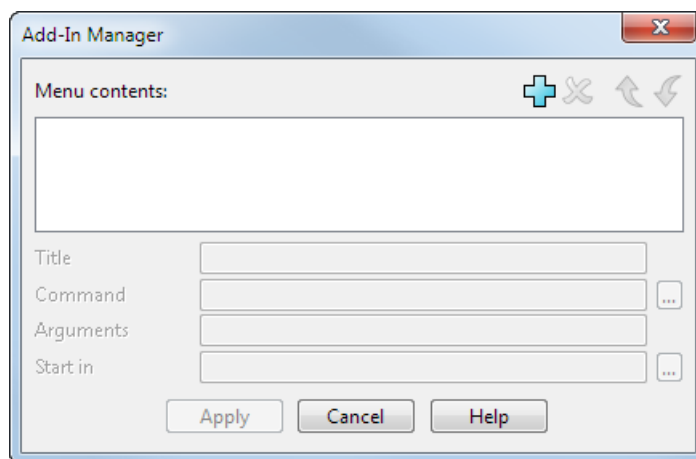 Add-In Manager
Menu contents:
Title
Command
...
Arguments
Start in
...
Apply Cancel Help